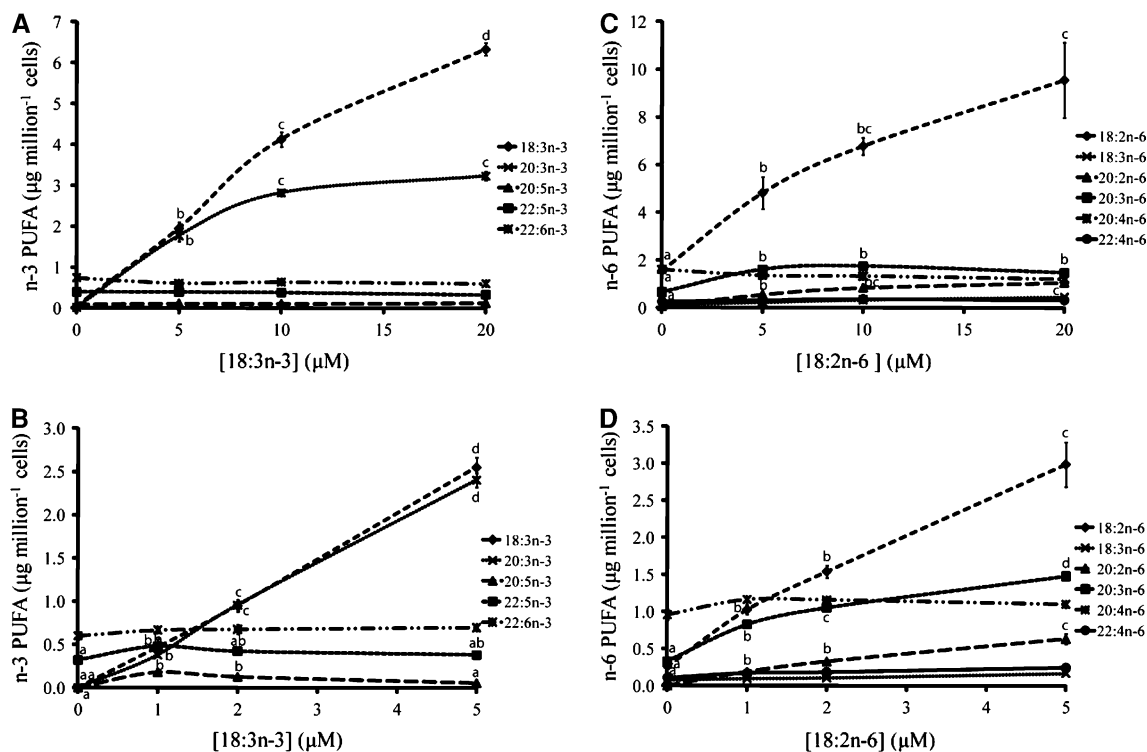 A
n-3 PUFA (µg million⁻¹ cells)
7
6
5
4
3
2
1
0
0
5
10
15
20
[18:3n-3] (µM)
b
b
c
c
d
c
18:3n-3
20:3n-3
20:5n-3
22:5n-3
22:6n-3
C
n-6 PUFA (µg million⁻¹ cells)
12
10
8
6
4
2
0
0
5
10
15
20
[18:2n-6 ] (µM)
a
a
a
b
b
b
bc
b
bc
c
b
c
18:2n-6
18:3n-6
20:2n-6
20:3n-6
20:4n-6
22:4n-6
B
n-3 PUFA (µg million⁻¹ cells)
3.0
2.5
2.0
1.5
1.0
0.5
0.0
0
1
2
3
4
5
[18:3n-3] (µM)
a
a
a
a
b
b
b
c
c
ab
b
d
d
ab
a
18:3n-3
20:3n-3
20:5n-3
22:5n-3
22:6n-3
D
n-6 PUFA (µg million⁻¹ cells)
3.5
3.0
2.5
2.0
1.5
1.0
0.5
0.0
0
1
2
3
4
5
[18:2n-6] (µM)
a
a
a
b
b
b
b
c
b
c
d
c
18:2n-6
18:3n-6
20:2n-6
20:3n-6
20:4n-6
22:4n-6